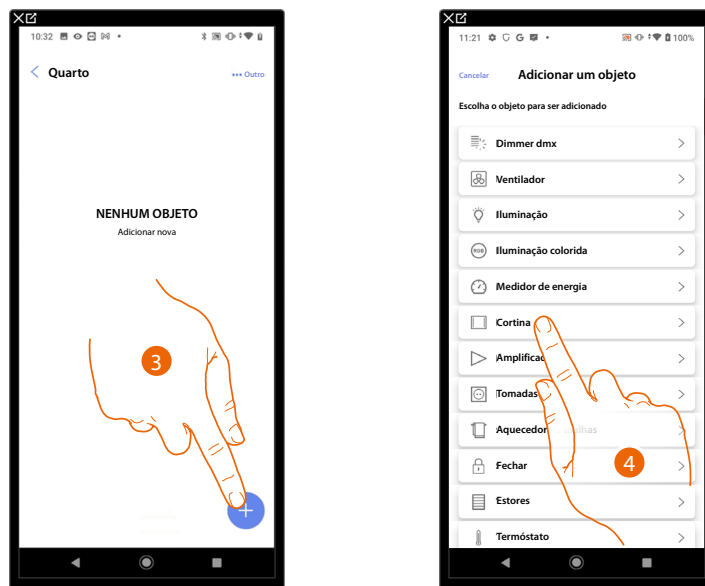 10:32
Quarto
••• Outro
NENHUM OBJETO
Adicionar nova
3
11:21
G
100%
Cancelar
Adicionar um objeto
Escolha o objeto para ser adicionado
Dimmer dmx
Ventilador
Iluminação
RGB
Iluminação colorida
Medidor de energia
Cortina
Tomadas
Aquecedor
4
Fechar
Estores
Termóstato